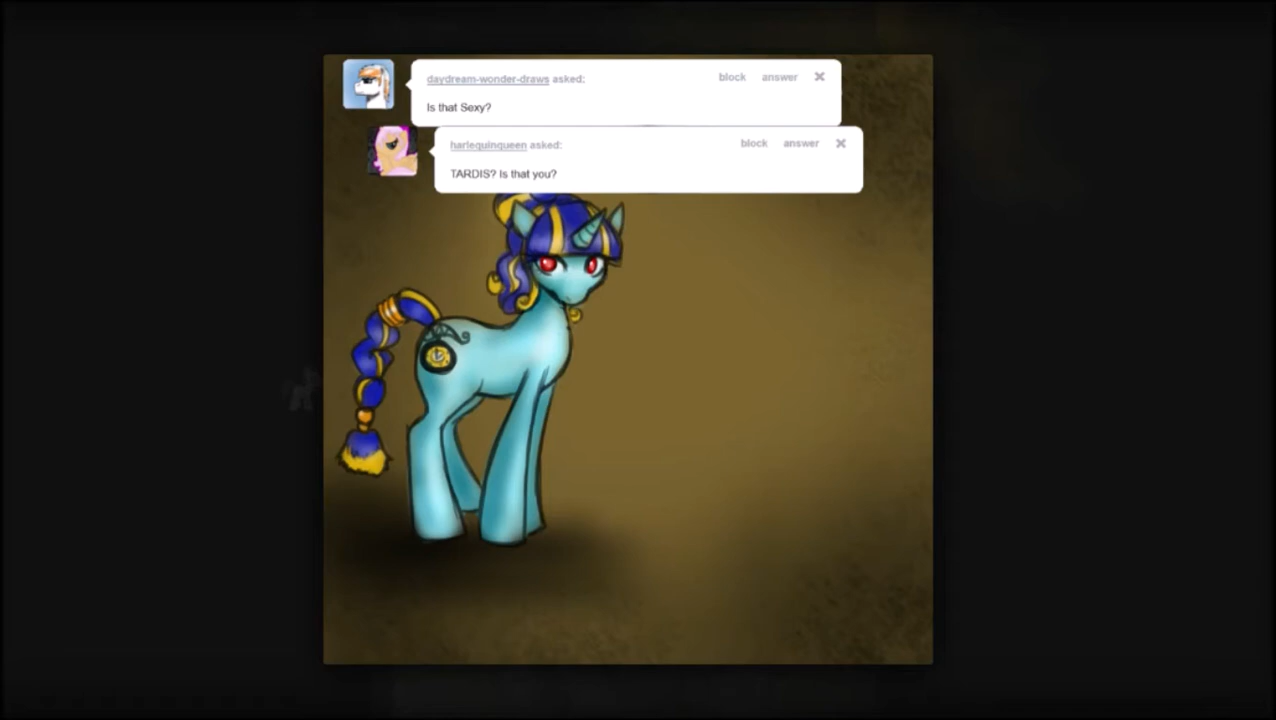 daydream-wonder-draws asked:
block answer ✕
Is that Sexy?
harlequinqueen asked:
block answer ✕
TARDIS? Is that you?